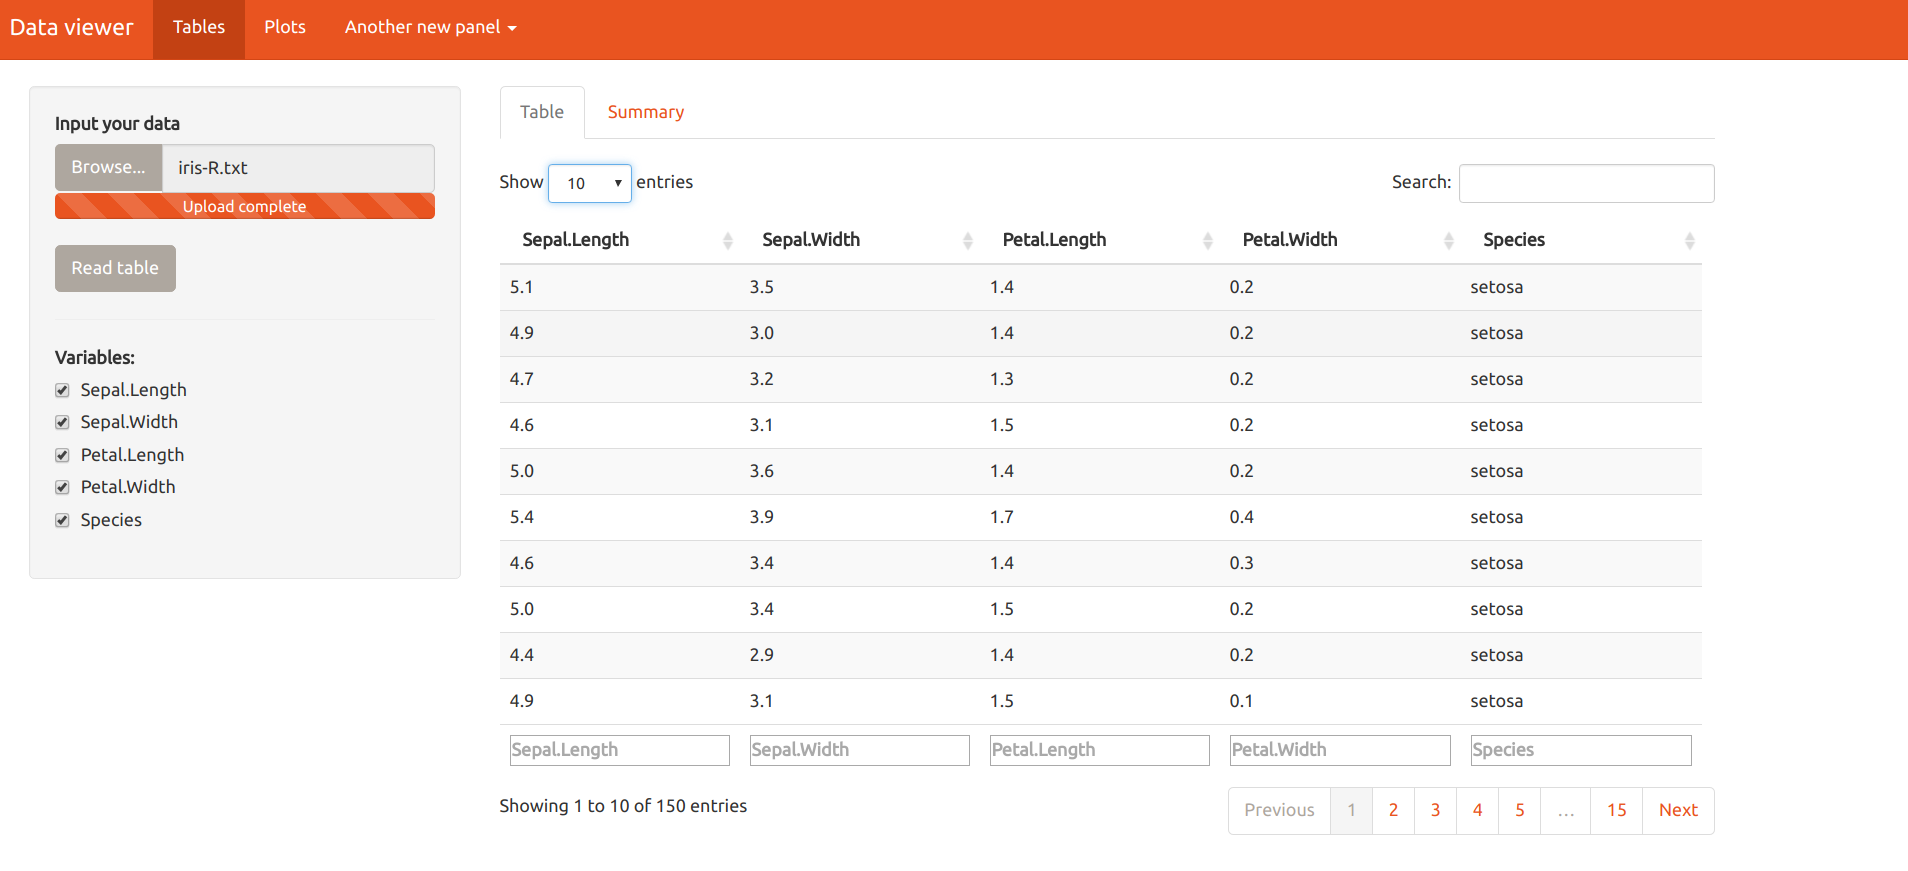 Data viewer Tables Plots Another new panel
Input your data
Browse... iris-R.txt
Upload complete
Read table
Variables:
Sepal.Length
Sepal.Width
Petal.Length
Petal.Width
Species
Table Summary
Show 10 entries Search:
Sepal.Length Sepal.Width Petal.Length Petal.Width Species
5.1 3.5 1.4 0.2 setosa
4.9 3.0 1.4 0.2 setosa
4.7 3.2 1.3 0.2 setosa
4.6 3.1 1.5 0.2 setosa
5.0 3.6 1.4 0.2 setosa
5.4 3.9 1.7 0.4 setosa
4.6 3.4 1.4 0.3 setosa
5.0 3.4 1.5 0.2 setosa
4.4 2.9 1.4 0.2 setosa
4.9 3.1 1.5 0.1 setosa
Sepal.Length Sepal.Width Petal.Length Petal.Width Species
Showing 1 to 10 of 150 entries Previous 1 2 3 4 5 … 15 Next